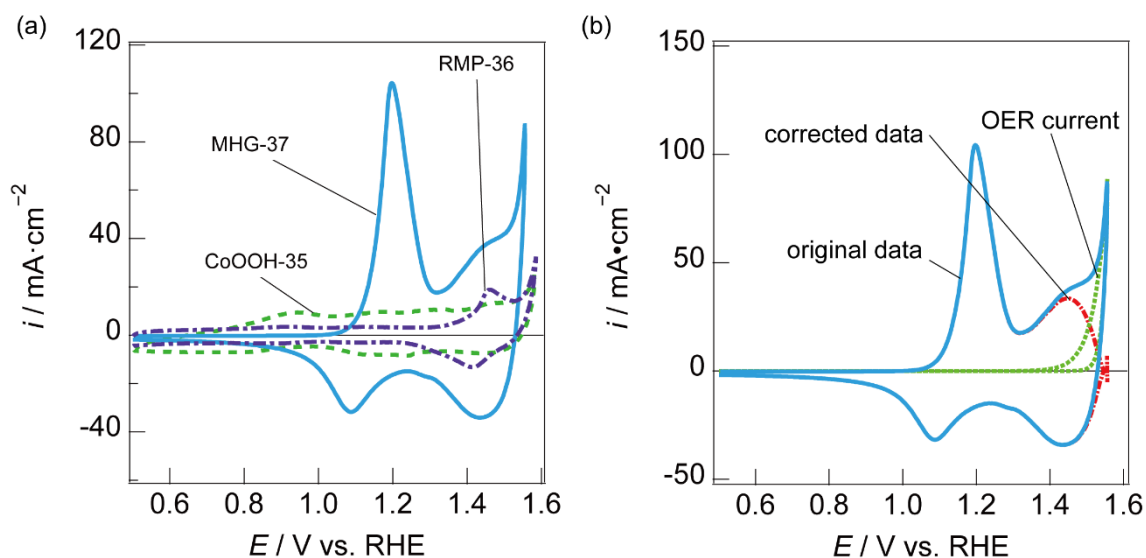 (a)
120
80
40
0
-40
i / mA·cm−2
RMP-36
MHG-37
CoOOH-35
0.6 0.8 1.0 1.2 1.4 1.6
E / V vs. RHE
(b)
150
100
50
0
-50
i / mA•cm−2
OER current
corrected data
original data
0.6 0.8 1.0 1.2 1.4 1.6
E / V vs. RHE